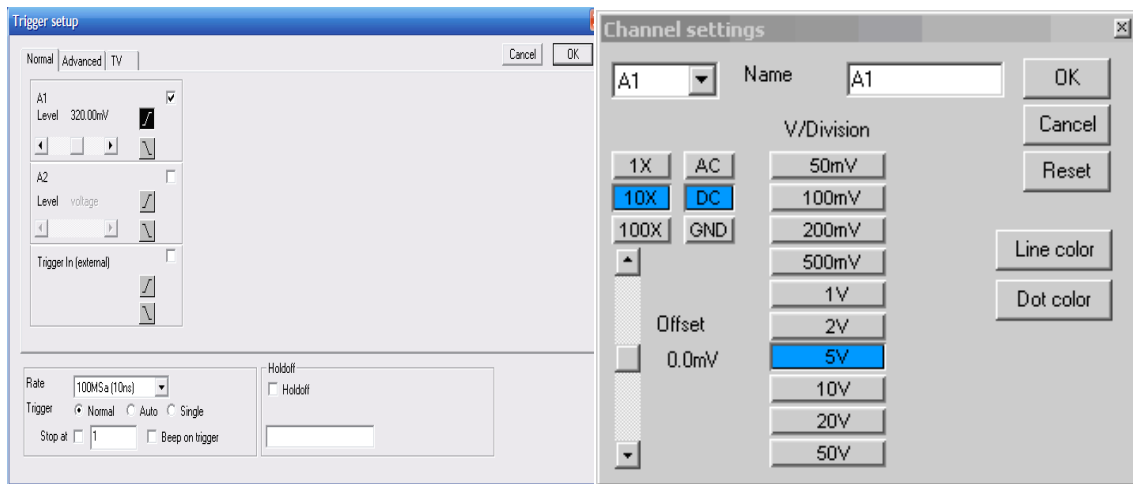 Trigger setup
Normal Advanced TV Cancel OK
A1
Level 320.00mV
A2
Level voltage
Trigger In (external)
Rate 100MSa (10ns)
Trigger Normal Auto Single
Stop at 1 Beep on trigger
Holdoff
Holdoff
Channel settings
A1 Name A1 OK
Cancel
Reset
V/Division
1X AC 50mV
10X DC 100mV
100X GND 200mV
500mV
1V
Offset 2V
0.0mV 5V
10V
20V
50V
Line color
Dot color